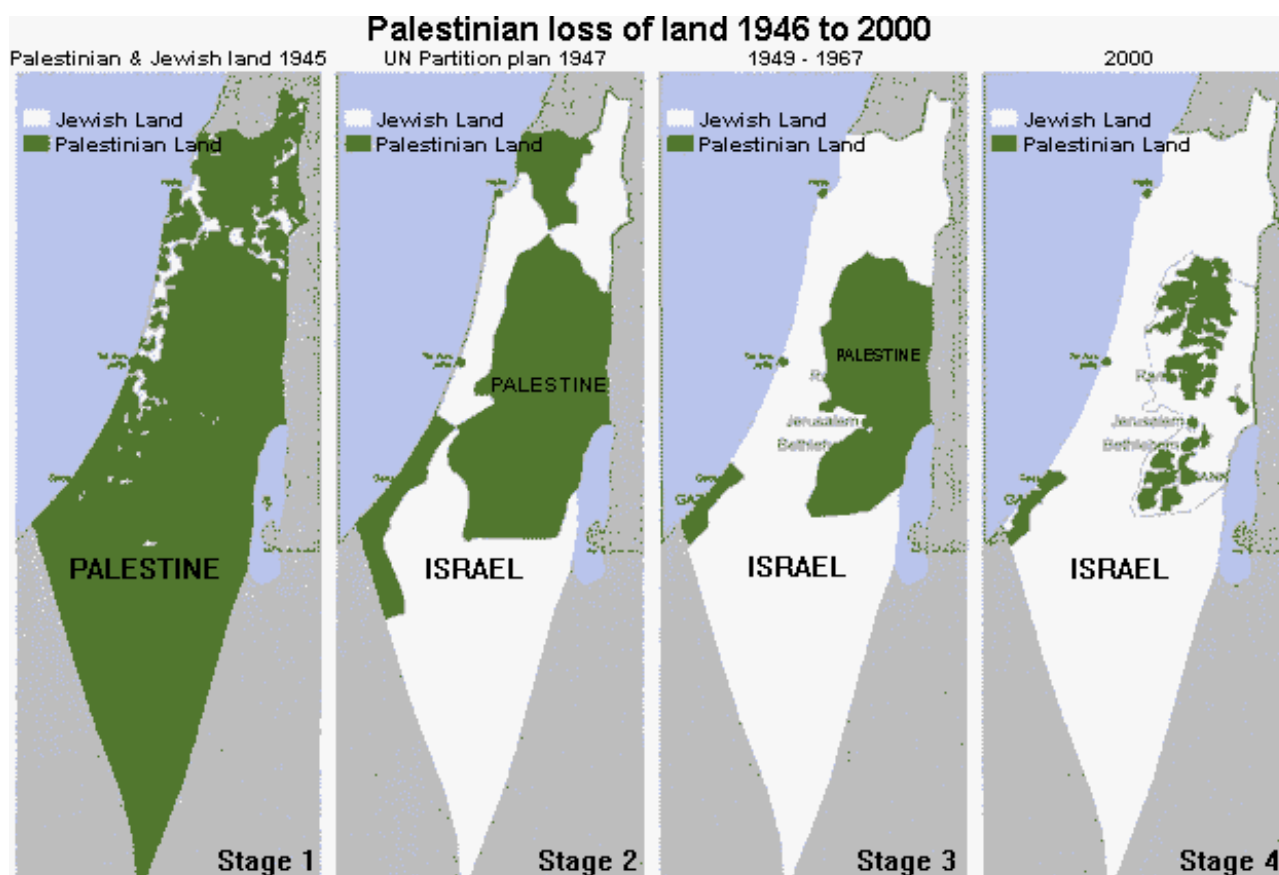 Palestinian loss of land 1946 to 2000
Palestinian & Jewish land 1945
Jewish Land
Palestinian Land
PALESTINE
Stage 1
UN Partition plan 1947
Jewish Land
Palestinian Land
PALESTINE
ISRAEL
Stage 2
1949 - 1967
Jewish Land
Palestinian Land
PALESTINE
Jerusalem
ISRAEL
Stage 3
2000
Jewish Land
Palestinian Land
Jerusalem
Bethlehem
ISRAEL
Stage 4